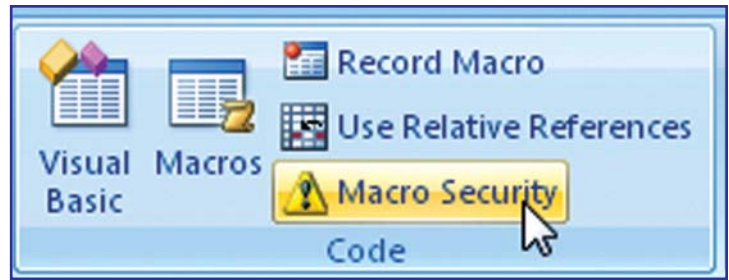 Visual
Basic
Macros
Record Macro
Use Relative References
Macro Security
Code